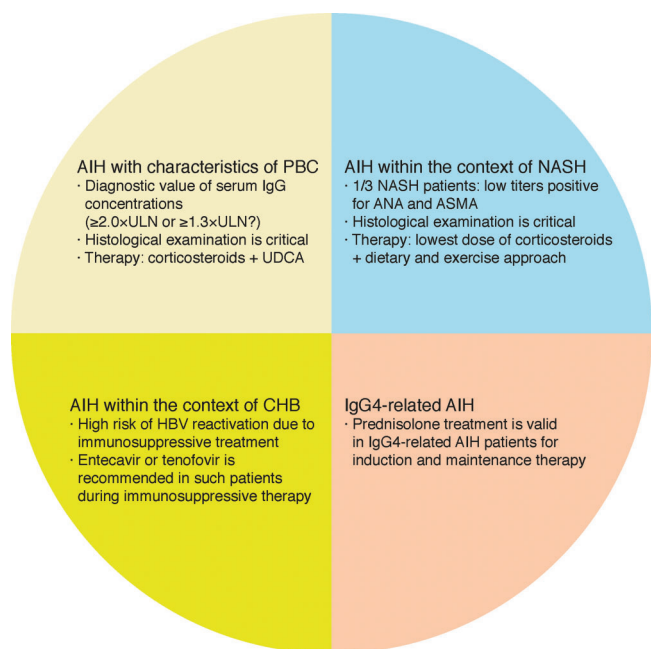 AIH with characteristics of PBC
· Diagnostic value of serum IgG
concentrations
(≥2.0×ULN or ≥1.3×ULN?)
· Histological examination is critical
· Therapy: corticosteroids + UDCA
AIH within the context of NASH
· 1/3 NASH patients: low titers positive
for ANA and ASMA
· Histological examination is critical
· Therapy: lowest dose of corticosteroids
+ dietary and exercise approach
AIH within the context of CHB
· High risk of HBV reactivation due to
immunosuppressive treatment
· Entecavir or tenofovir is
recommended in such patients
during immunosuppressive therapy
IgG4-related AIH
· Prednisolone treatment is valid
in IgG4-related AIH patients for
induction and maintenance therapy